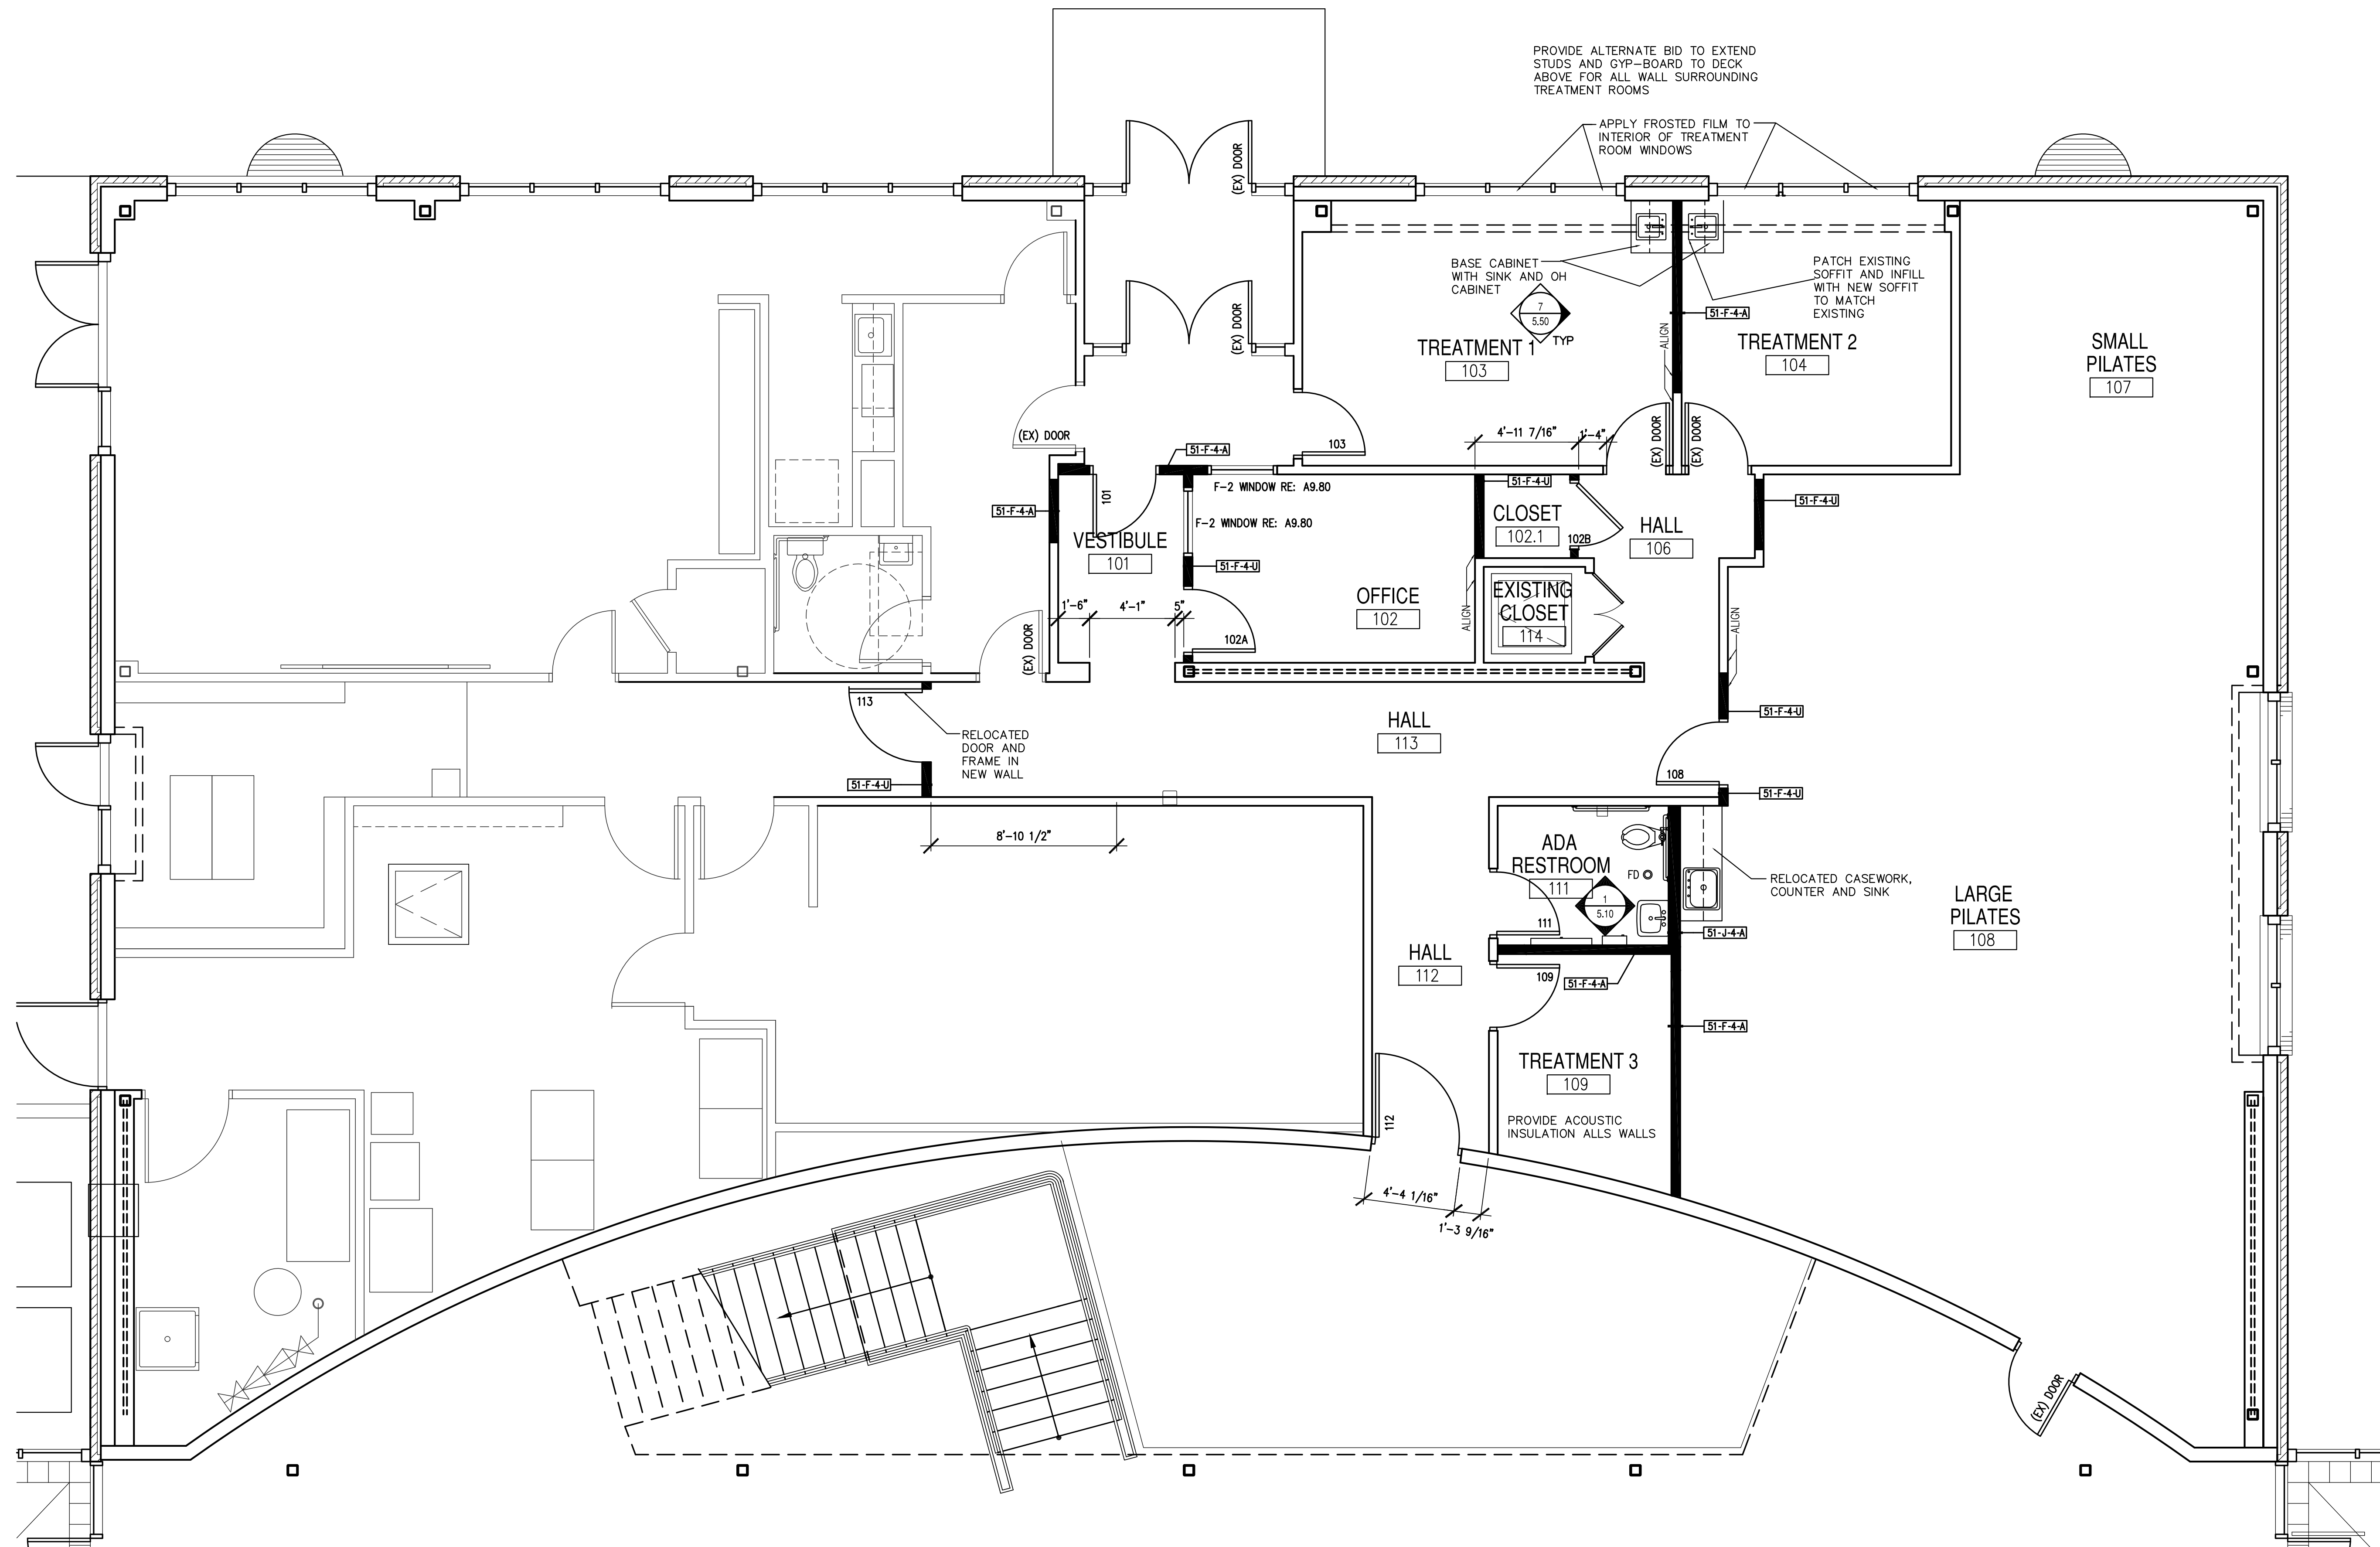 PROVIDE ALTERNATE BID TO EXTEND
STUDS AND GYP-BOARD TO DECK
ABOVE FOR ALL WALL SURROUNDING
TREATMENT ROOMS
APPLY FROSTED FILM TO
INTERIOR OF TREATMENT
ROOM WINDOWS
(EX) DOOR
(EX) DOOR
BASE CABINET
WITH SINK AND OH
CABINET
7
5.50
TYP
PATCH EXISTING
SOFFIT AND INFILL
WITH NEW SOFFIT
TO MATCH
EXISTING
51-F-4-A
ALIGN
TREATMENT 1
103
TREATMENT 2
104
SMALL
PILATES
107
(EX) DOOR
103
4'-11 7/16"
1'-4"
(EX) DOOR
(EX) DOOR
51-F-4-A
F-2 WINDOW RE: A9.80
F-2 WINDOW RE: A9.80
101
51-F-4-A
VESTIBULE
101
51-F-4-U
51-F-4-U
CLOSET
102.1
102B
HALL
106
51-F-4-U
OFFICE
102
EXISTING
CLOSET
114
ALIGN
ALIGN
1'-6"
4'-1"
5"
102A
(EX) DOOR
113
RELOCATED
DOOR AND
FRAME IN
NEW WALL
51-F-4-U
HALL
113
51-F-4-U
108
51-F-4-U
8'-10 1/2"
ADA
RESTROOM
111
FD
1
5.10
111
RELOCATED CASEWORK,
COUNTER AND SINK
51-J-4-A
LARGE
PILATES
108
HALL
112
109
51-F-4-A
51-F-4-A
TREATMENT 3
109
PROVIDE ACOUSTIC
INSULATION ALLS WALLS
112
4'-4 1/16"
1'-3 9/16"
(EX) DOOR